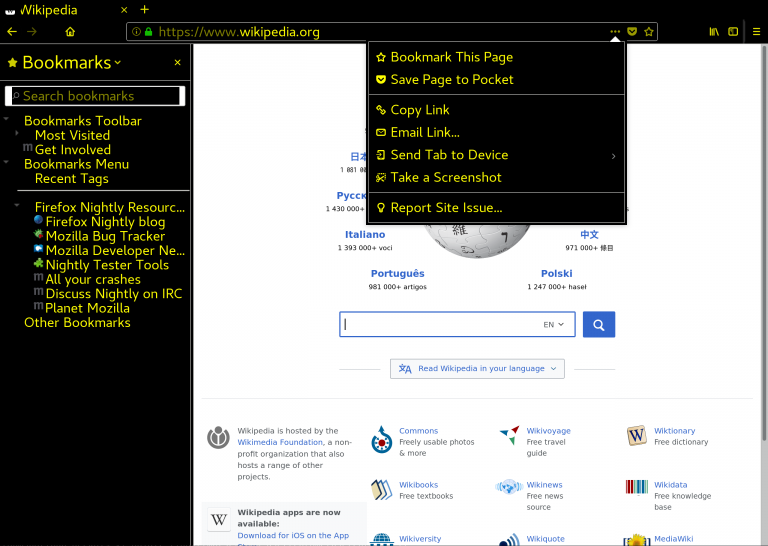 Wikipedia
https://www.wikipedia.org
Bookmarks
Search bookmarks
Bookmarks Toolbar
Most Visited
Get Involved
Bookmarks Menu
Recent Tags
Firefox Nightly Resourc...
Firefox Nightly blog
Mozilla Bug Tracker
Mozilla Developer Ne...
Nightly Tester Tools
All your crashes
Discuss Nightly on IRC
Planet Mozilla
Other Bookmarks
Bookmark This Page
Save Page to Pocket
Copy Link
Email Link...
Send Tab to Device
Take a Screenshot
Report Site Issue...
1 430 000+
Italiano
1 393 000+ voci
中文
971 000+ 條目
Português
981 000+ artigos
Polski
1 247 000+ haseł
EN
Read Wikipedia in your language
Wikipedia is hosted by the
Wikimedia Foundation, a non-
profit organization that also
hosts a range of other
projects.
Wikipedia apps are now
available:
Download for iOS on the App
Commons
Freely usable photos
& more
Wikivoyage
Free travel
guide
Wiktionary
Free dictionary
Wikibooks
Free textbooks
Wikinews
Free news
source
Wikidata
Free knowledge
base
Wikiversity
Wikiquote
MediaWiki